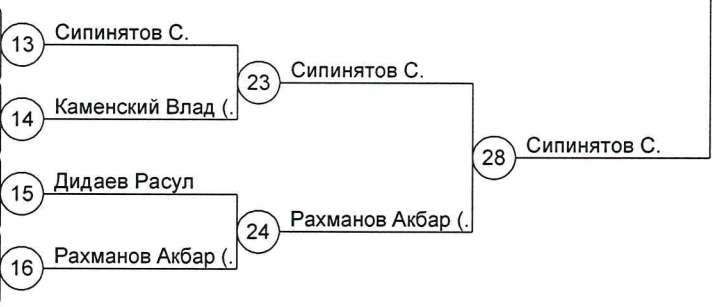 13 Сипинятов С.
23 Сипинятов С.
14 Каменский Влад (.
28 Сипинятов С.
15 Дидаев Расул
24 Рахманов Акбар (.
16 Рахманов Акбар (.